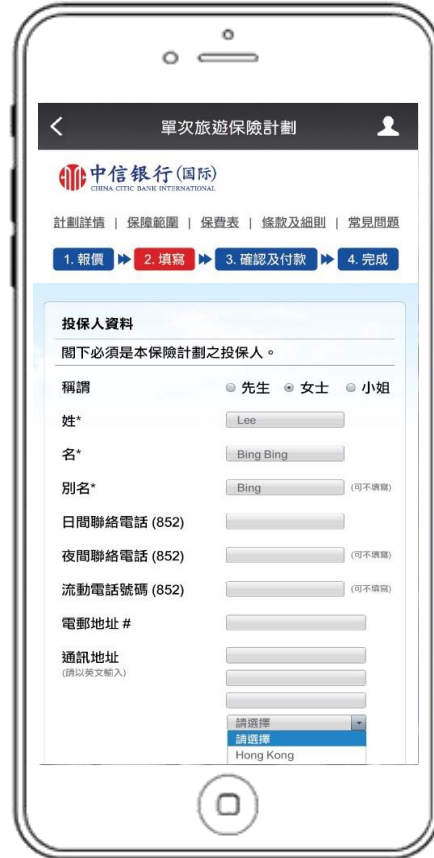 單次旅遊保險計劃
中信银行(国际)
CHINA CITIC BANK INTERNATIONAL
計劃詳情 | 保障範圍 | 保費表 | 條款及細則 | 常見問題
1. 報價 2. 填寫 3. 確認及付款 4. 完成
投保人資料
閣下必須是本保險計劃之投保人。
稱謂 先生 女士 小姐
姓* Lee
名* Bing Bing
別名* Bing (可不填寫)
日間聯絡電話 (852)
夜間聯絡電話 (852) (可不填寫)
流動電話號碼 (852) (可不填寫)
電郵地址 #
通訊地址
(請以英文輸入)
請選擇
請選擇
Hong Kong